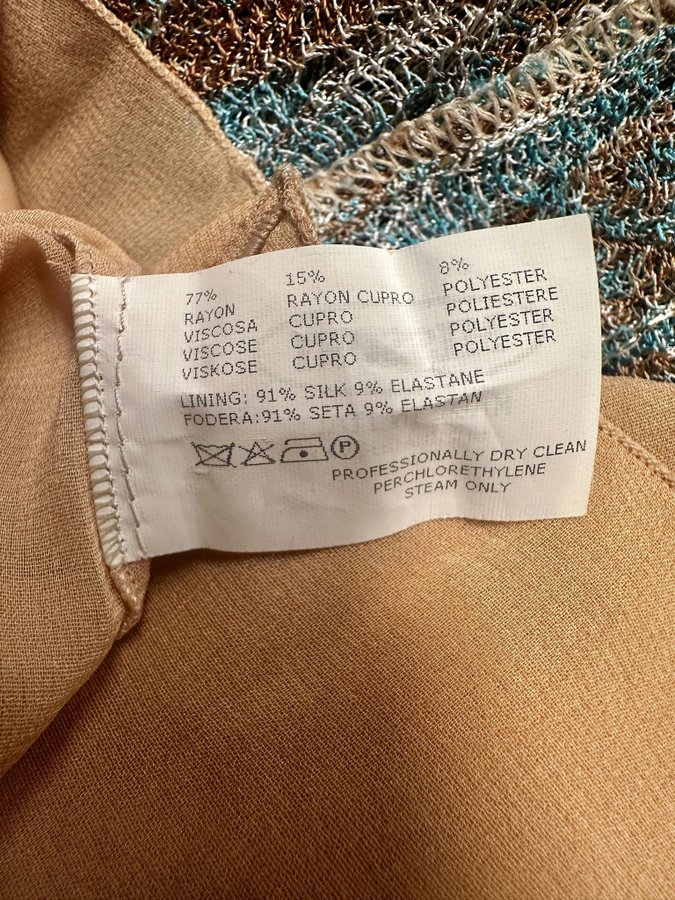 77% 15% 8%
RAYON RAYON CUPRO POLYESTER
VISCOSA CUPRO POLIESTERE
VISCOSE CUPRO POLYESTER
VISKOSE CUPRO POLYESTER
LINING: 91% SILK 9% ELASTANE
FODERA:91% SETA 9% ELASTAN
P
PROFESSIONALLY DRY CLEAN
PERCHLORETHYLENE
STEAM ONLY